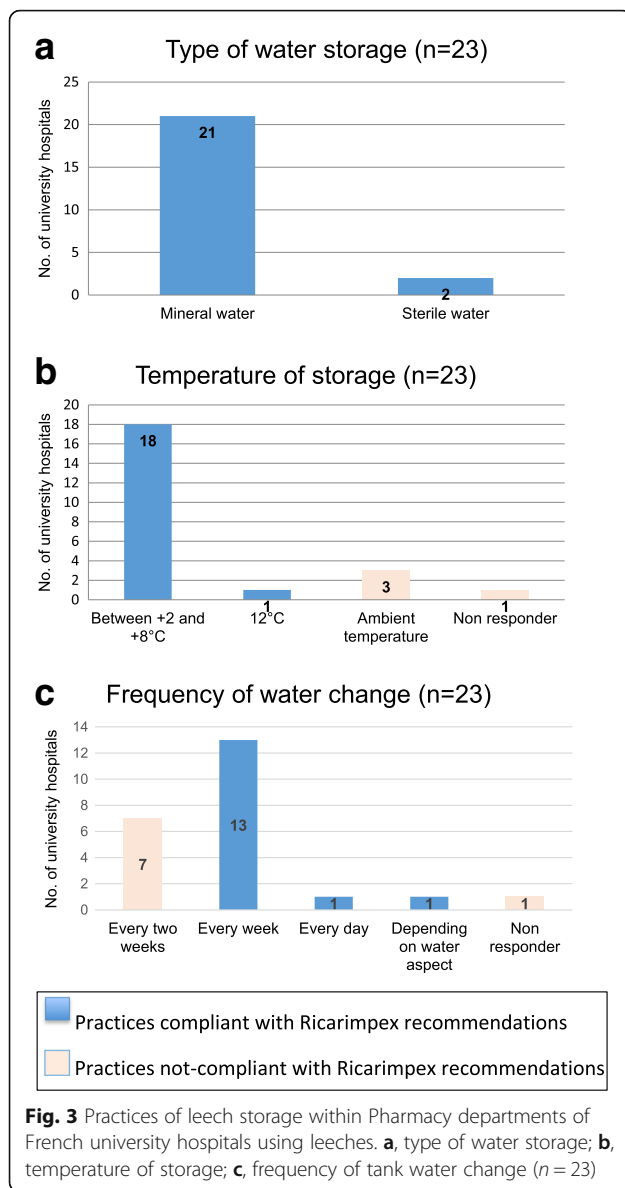 a
Type of water storage (n=23)
No. of university hospitals
25
20
15
10
5
0
21
2
Mineral water
Sterile water
b
Temperature of storage (n=23)
No. of university hospitals
20
18
16
14
12
10
8
6
4
2
0
18
1
3
1
Between +2 and
+8°C
12°C
Ambient
temperature
Non responder
c
Frequency of water change (n=23)
No. of university hospitals
14
12
10
8
6
4
2
0
7
13
1
1
1
Every two
weeks
Every week
Every day
Depending
on water
aspect
Non
responder
Practices compliant with Ricarimpex recommendations
Practices not-compliant with Ricarimpex recommendations
Fig. 3 Practices of leech storage within Pharmacy departments of
French university hospitals using leeches. a, type of water storage; b,
temperature of storage; c, frequency of tank water change (n = 23)